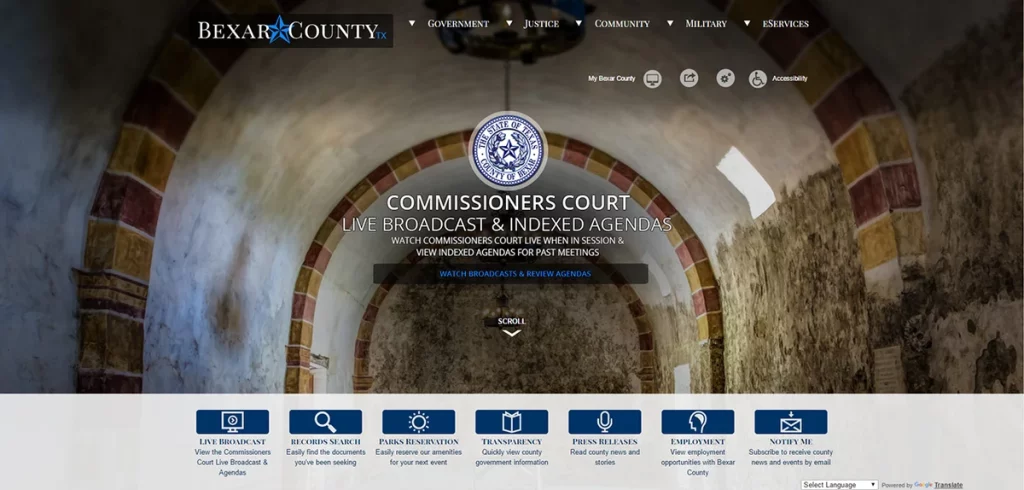 BEXAR COUNTY TX
GOVERNMENT
JUSTICE
COMMUNITY
MILITARY
eSERVICES
My Bexar County
Accessibility
THE STATE OF TEXAS
COUNTY OF BEXAR
COMMISSIONERS COURT
LIVE BROADCAST & INDEXED AGENDAS
WATCH COMMISSIONERS COURT LIVE WHEN IN SESSION &
VIEW INDEXED AGENDAS FOR PAST MEETINGS
WATCH BROADCASTS & REVIEW AGENDAS
SCROLL
LIVE BROADCAST
View the Commissioners
Court Live Broadcast &
Agendas
RECORDS SEARCH
Easily find the documents
you've been seeking
PARKS RESERVATION
Easily reserve our amenities
for your next event
TRANSPARENCY
Quickly view county
government information
PRESS RELEASES
Read county news and
stories
EMPLOYMENT
View employment
opportunities with Bexar
County
NOTIFY ME
Subscribe to receive county
news and events by email
Select Language
Powered by Google Translate